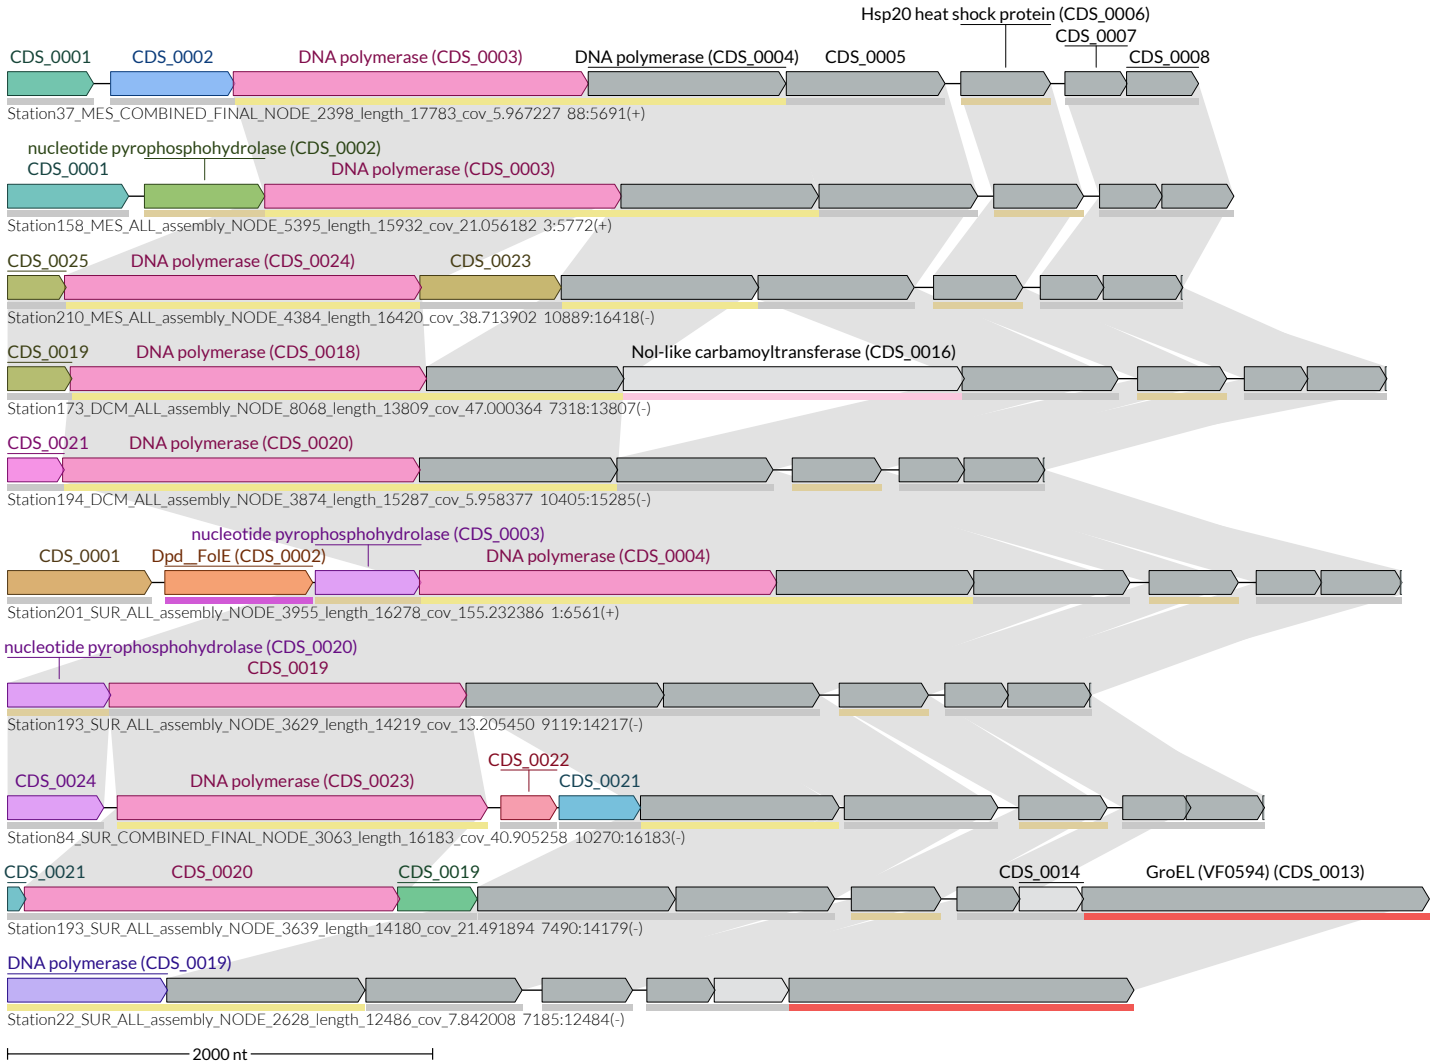 Hsp20 heat shock protein (CDS_0006)
CDS_0007
CDS_0001 CDS_0002 DNA polymerase (CDS_0003) DNA polymerase (CDS_0004) CDS_0005 CDS_0008
Station37_MES_COMBINED_FINAL_NODE_2398_length_17783_cov_5.967227 88:5691(+)
nucleotide pyrophosphohydrolase (CDS_0002)
CDS_0001 DNA polymerase (CDS_0003)
Station158_MES_ALL_assembly_NODE_5395_length_15932_cov_21.056182 3:5772(+)
CDS_0025 DNA polymerase (CDS_0024) CDS_0023
Station210_MES_ALL_assembly_NODE_4384_length_16420_cov_38.713902 10889:16418(-)
CDS_0019 DNA polymerase (CDS_0018) Nol-like carbamoyltransferase (CDS_0016)
Station173_DCM_ALL_assembly_NODE_8068_length_13809_cov_47.000364 7318:13807(-)
CDS_0021 DNA polymerase (CDS_0020)
Station194_DCM_ALL_assembly_NODE_3874_length_15287_cov_5.958377 10405:15285(-)
nucleotide pyrophosphohydrolase (CDS_0003)
CDS_0001 Dpd_FolE (CDS_0002) DNA polymerase (CDS_0004)
Station201_SUR_ALL_assembly_NODE_3955_length_16278_cov_155.232386 1:6561(+)
nucleotide pyrophosphohydrolase (CDS_0020)
CDS_0019
Station193_SUR_ALL_assembly_NODE_3629_length_14219_cov_13.205450 9119:14217(-)
CDS_0022
CDS_0024 DNA polymerase (CDS_0023) CDS_0021
Station84_SUR_COMBINED_FINAL_NODE_3063_length_16183_cov_40.905258 10270:16183(-)
CDS_0021 CDS_0020 CDS_0019 CDS_0014 GroEL (VF0594) (CDS_0013)
Station193_SUR_ALL_assembly_NODE_3639_length_14180_cov_21.491894 7490:14179(-)
DNA polymerase (CDS_0019)
Station22_SUR_ALL_assembly_NODE_2628_length_12486_cov_7.842008 7185:12484(-)
2000 nt